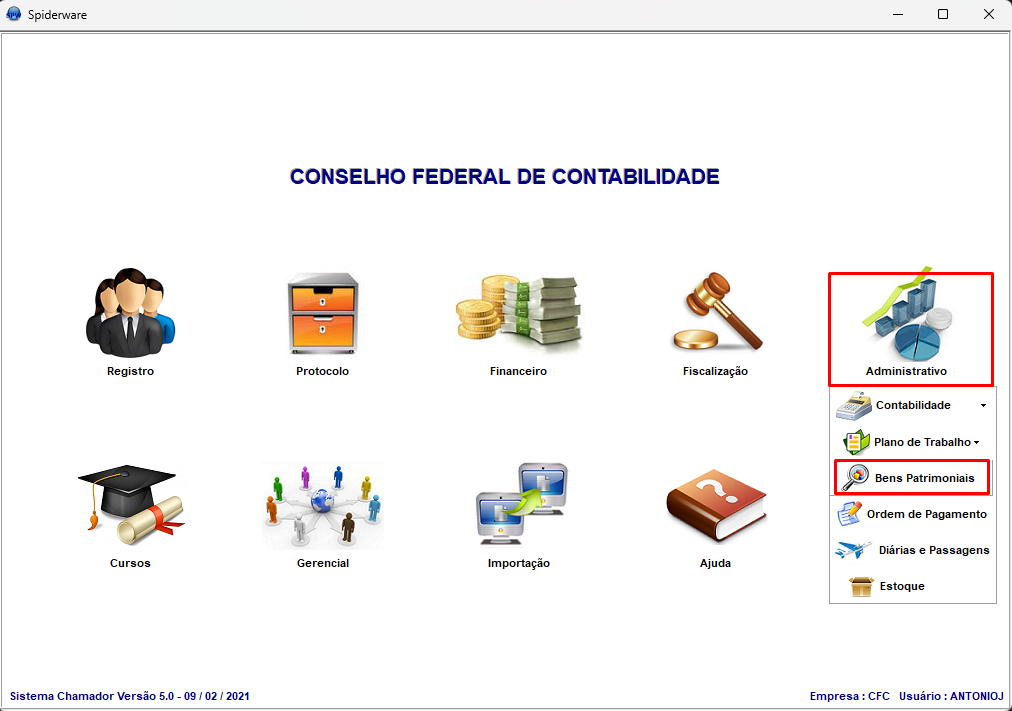 Spiderware
CONSELHO FEDERAL DE CONTABILIDADE
Registro
Protocolo
Financeiro
Fiscalização
Administrativo
Contabilidade
Plano de Trabalho
Bens Patrimoniais
Ordem de Pagamento
Diárias e Passagens
Estoque
Cursos
Gerencial
Importação
Ajuda
Sistema Chamador Versão 5.0 - 09 / 02 / 2021
Empresa : CFC Usuário : ANTONIOJ